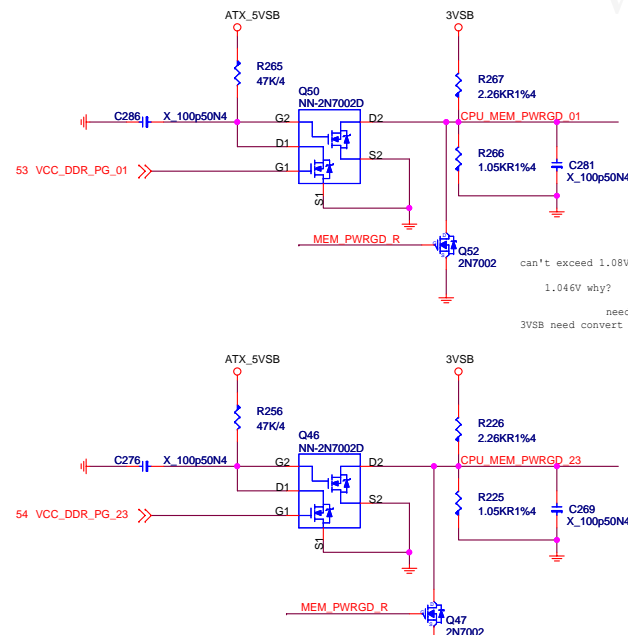 ATX_5VSB
3VSB
R265
47K/4
R267
2.26KR1%4
Q50
NN-2N7002D
C286
X_100p50N4
G2
D2
CPU_MEM_PWRGD_01
D1
S2
R266
1.05KR1%4
C281
X_100p50N4
53 VCC_DDR_PG_01
G1
S1
MEM_PWRGD_R
Q52
2N7002
can't exceed 1.08V
1.046V why?
need
3VSB need convert
ATX_5VSB
3VSB
R256
47K/4
R226
2.26KR1%4
Q46
NN-2N7002D
C276
X_100p50N4
G2
D2
CPU_MEM_PWRGD_23
D1
S2
R225
1.05KR1%4
C269
X_100p50N4
54 VCC_DDR_PG_23
G1
S1
MEM_PWRGD_R
Q47
2N7002